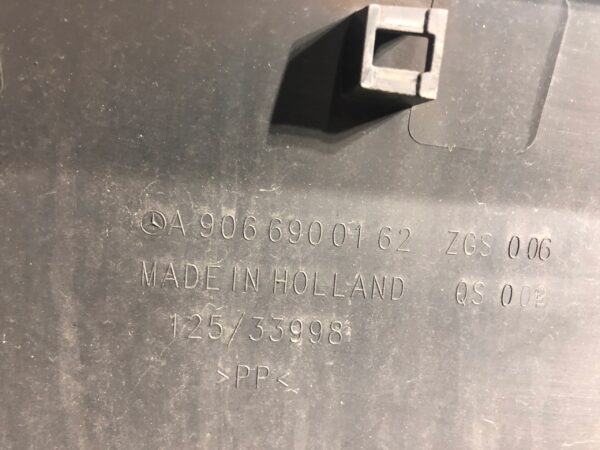 A 906 690 01 62 ZGS 006
MADE IN HOLLAND QS 002
125/33998
>PP<